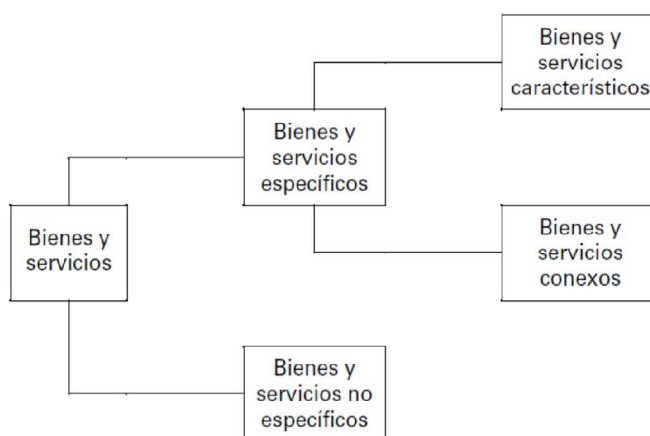 Bienes y
servicios
característicos
Bienes y
servicios
específicos
Bienes y
servicios
Bienes y
servicios
conexos
Bienes y
servicios no
específicos